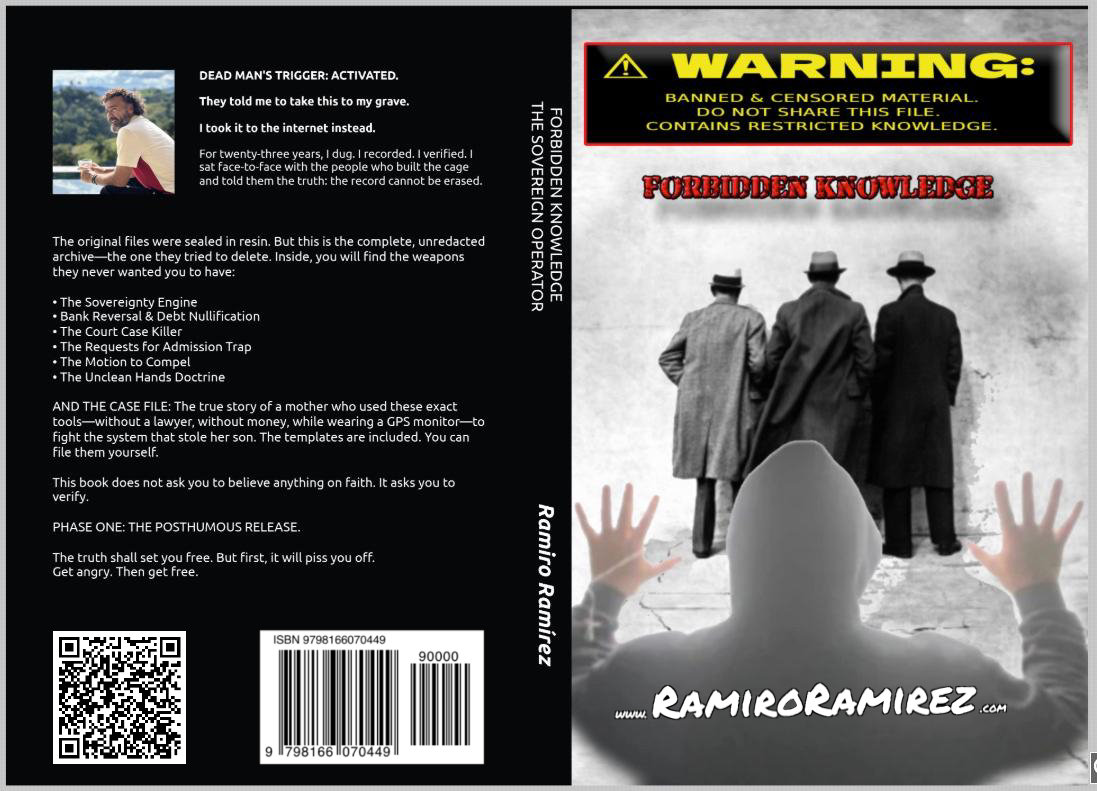 DEAD MAN'S TRIGGER: ACTIVATED.
They told me to take this to my grave.
I took it to the internet instead.
For twenty-three years, I dug. I recorded. I verified. I
sat face-to-face with the people who built the cage
and told them the truth: the record cannot be erased.
The original files were sealed in resin. But this is the complete, unredacted
archive—the one they tried to delete. Inside, you will find the weapons
they never wanted you to have:
• The Sovereignty Engine
• Bank Reversal & Debt Nullification
• The Court Case Killer
• The Requests for Admission Trap
• The Motion to Compel
• The Unclean Hands Doctrine
AND THE CASE FILE: The true story of a mother who used these exact
tools—without a lawyer, without money, while wearing a GPS monitor—to
fight the system that stole her son. The templates are included. You can
file them yourself.
This book does not ask you to believe anything on faith. It asks you to
verify.
PHASE ONE: THE POSTHUMOUS RELEASE.
The truth shall set you free. But first, it will piss you off.
Get angry. Then get free.
ISBN 9798166070449
90000
9 798166 070449
FORBIDDEN KNOWLEDGE
THE SOVEREIGN OPERATOR
Ramiro Ramírez
⚠ WARNING:
BANNED & CENSORED MATERIAL.
DO NOT SHARE THIS FILE.
CONTAINS RESTRICTED KNOWLEDGE.
FORBIDDEN KNOWLEDGE
www.RAMIRORAMIREZ.COM